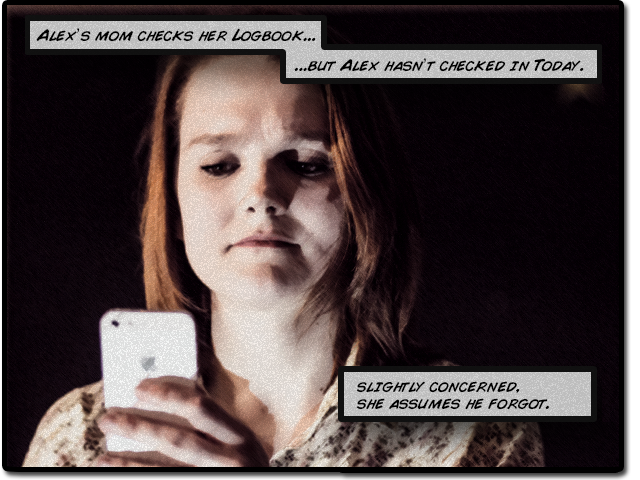 Alex's mom checks her Logbook...
...but Alex hasn't checked in Today.
slightly concerned.
she assumes he forgot.